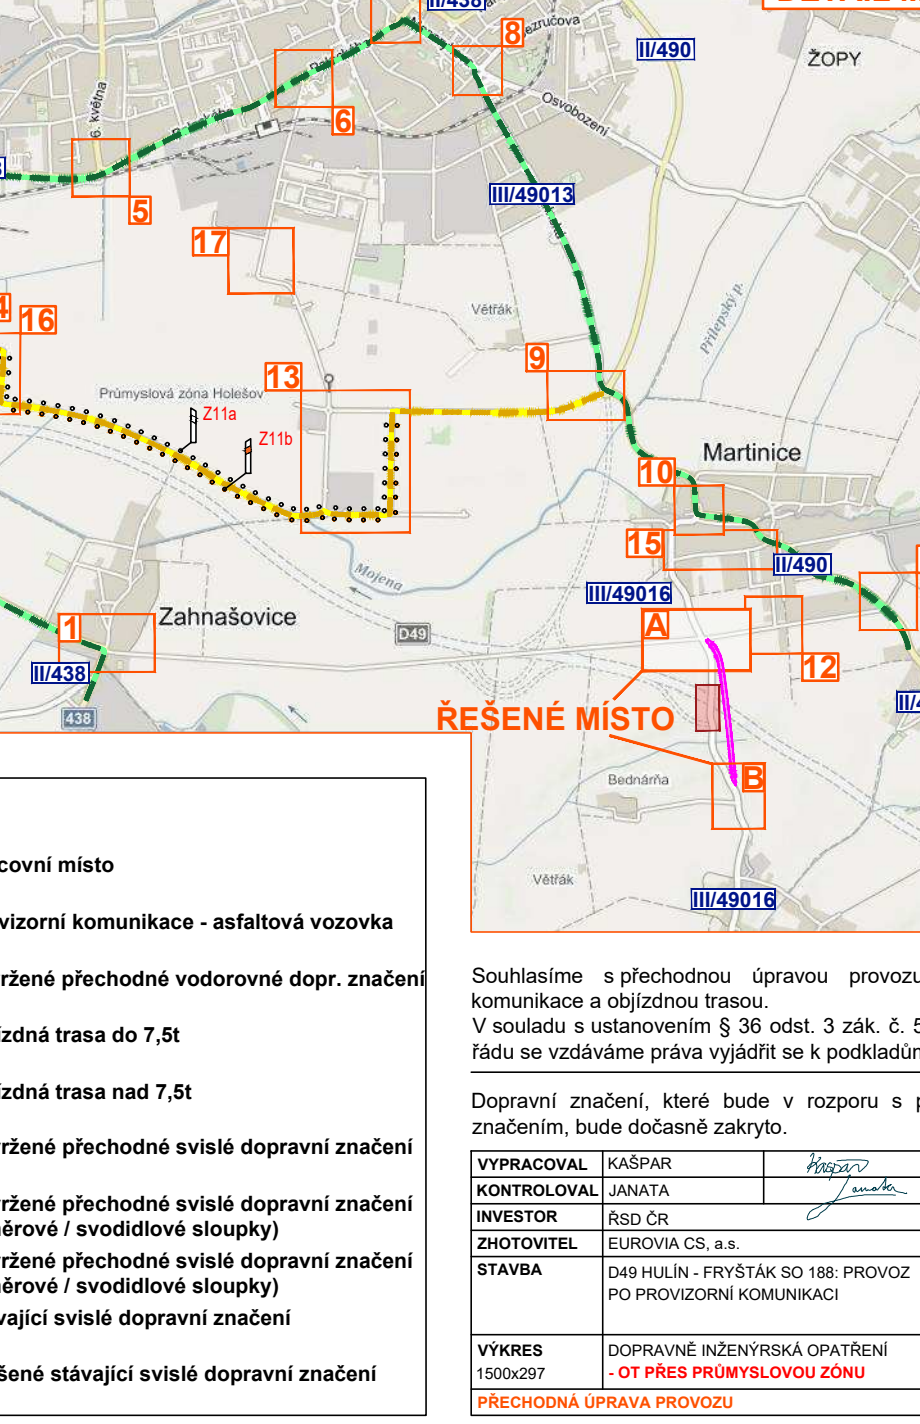 II/438
8
II/490
ŽOPY
6. května
6
Osvobození
5
III/49013
17
16
Větřák
Přílepský p.
9
13
Průmyslová zóna Holešov
Z11a
Z11b
Martinice
10
15
II/490
Mojena
III/49016
Zahnašovice
1
D49
A
12
II/438
438
ŘEŠENÉ MÍSTO
Bednárňa
B
Větřák
III/49016
covní místo
vizorní komunikace - asfaltová vozovka
ržené přechodné vodorovné dopr. značení
ízdná trasa do 7,5t
ízdná trasa nad 7,5t
ržené přechodné svislé dopravní značení
ržené přechodné svislé dopravní značení
ěrové / svodidlové sloupky)
ržené přechodné svislé dopravní značení
ěrové / svodidlové sloupky)
vající svislé dopravní značení
šené stávající svislé dopravní značení
Souhlasíme s přechodnou úpravou provozu
komunikace a objízdnou trasou.
V souladu s ustanovením § 36 odst. 3 zák. č. 5
řádu se vzdáváme práva vyjádřit se k podkladům
Dopravní značení, které bude v rozporu s p
značením, bude dočasně zakryto.
VYPRACOVAL KAŠPAR Kašpar
KONTROLOVAL JANATA Janata
INVESTOR ŘSD ČR
ZHOTOVITEL EUROVIA CS, a.s.
STAVBA D49 HULÍN - FRYŠTÁK SO 188: PROVOZ
PO PROVIZORNÍ KOMUNIKACI
VÝKRES DOPRAVNĚ INŽENÝRSKÁ OPATŘENÍ
1500x297 - OT PŘES PRŮMYSLOVOU ZÓNU
PŘECHODNÁ ÚPRAVA PROVOZU